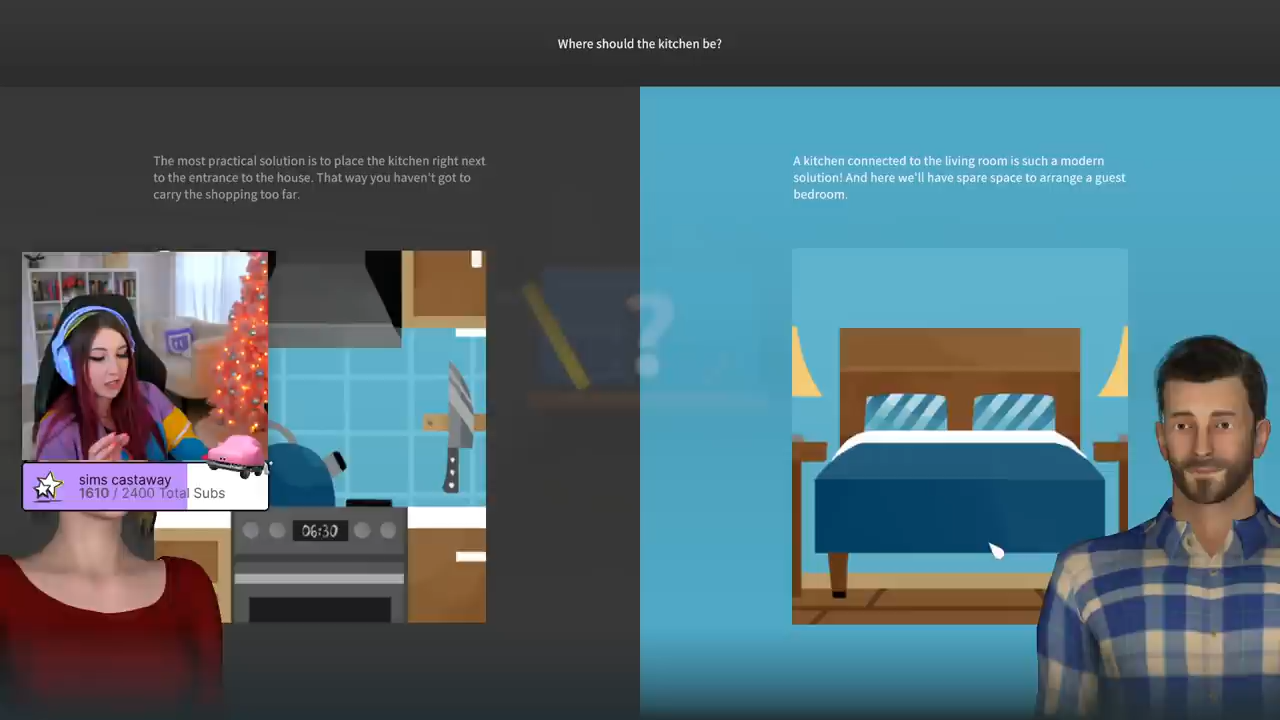 Where should the kitchen be?
The most practical solution is to place the kitchen right next
to the entrance to the house. That way you haven't got to
carry the shopping too far.
A kitchen connected to the living room is such a modern
solution! And here we'll have spare space to arrange a guest
bedroom.
?
sims castaway
1610 / 2400 Total Subs
06:30